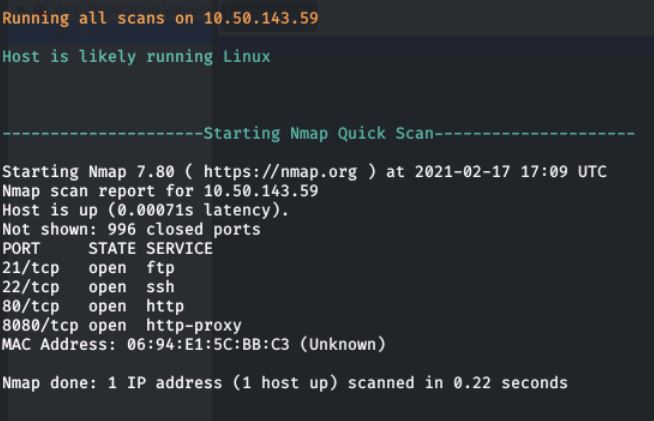 Running all scans on 10.50.143.59
Host is likely running Linux
---------------------Starting Nmap Quick Scan---------------------
Starting Nmap 7.80 ( https://nmap.org ) at 2021-02-17 17:09 UTC
Nmap scan report for 10.50.143.59
Host is up (0.00071s latency).
Not shown: 996 closed ports
PORT     STATE SERVICE
21/tcp   open  ftp
22/tcp   open  ssh
80/tcp   open  http
8080/tcp open  http-proxy
MAC Address: 06:94:E1:5C:BB:C3 (Unknown)
Nmap done: 1 IP address (1 host up) scanned in 0.22 seconds